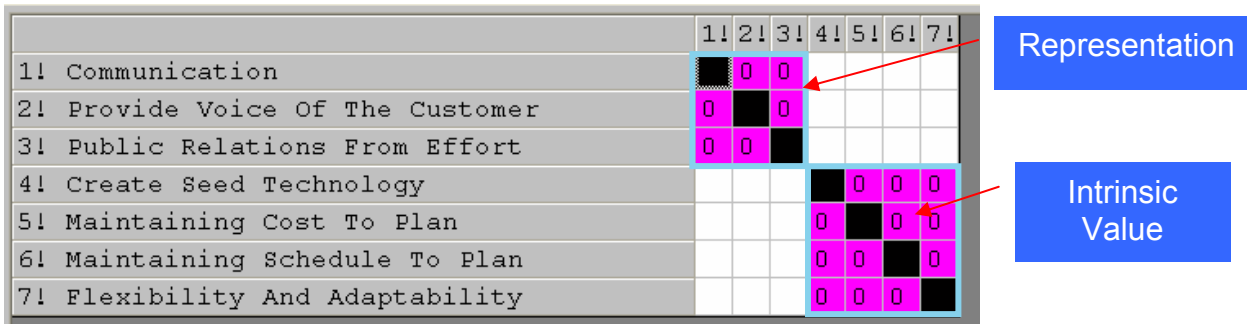 1! 2! 3! 4! 5! 6! 7!
1! Communication 0 0
2! Provide Voice Of The Customer 0 0
3! Public Relations From Effort 0 0
4! Create Seed Technology 0 0 0
5! Maintaining Cost To Plan 0 0 0
6! Maintaining Schedule To Plan 0 0 0
7! Flexibility And Adaptability 0 0 0
Representation
Intrinsic
Value